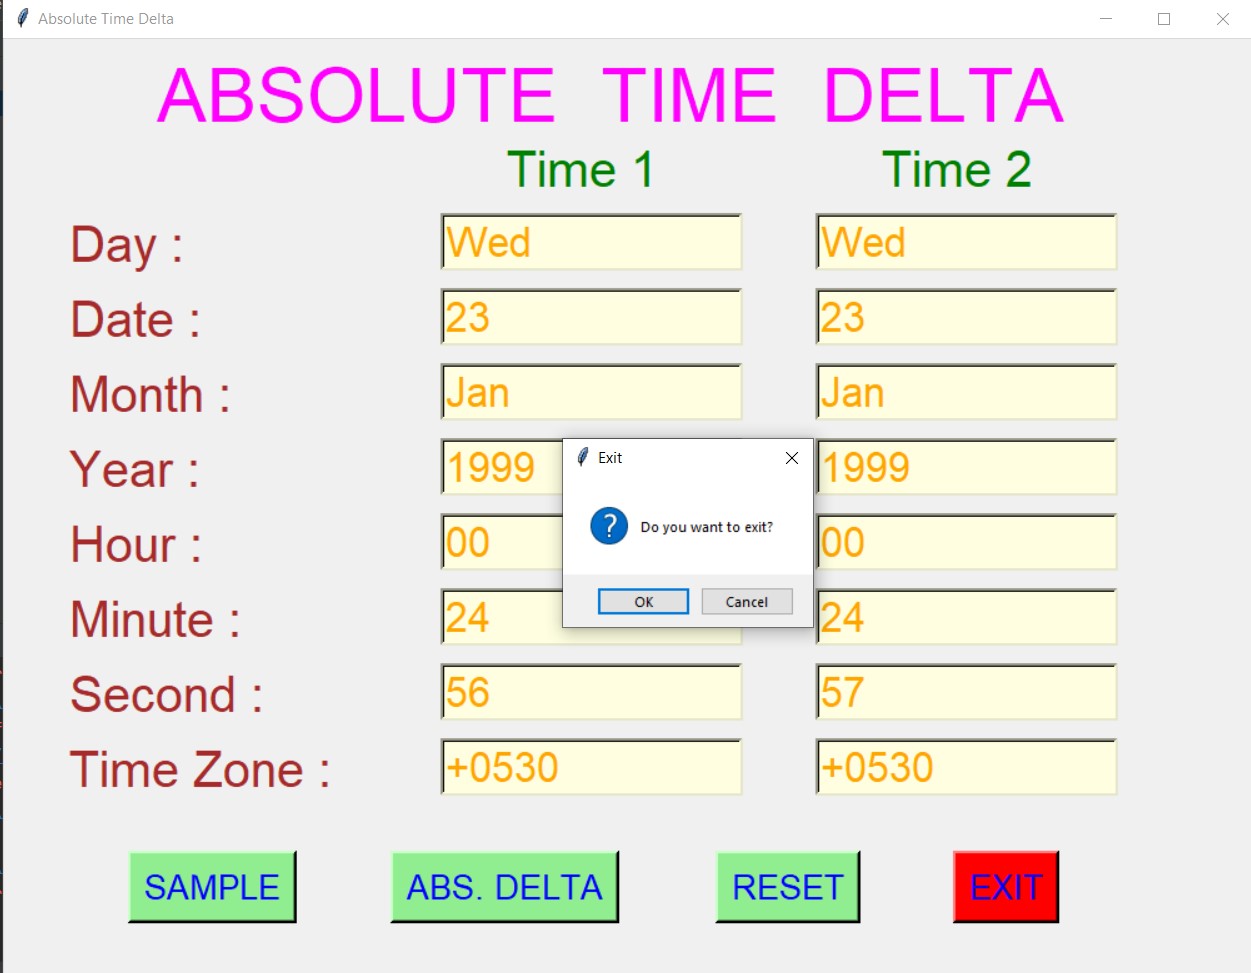 Absolute Time Delta
ABSOLUTE TIME DELTA
Time 1 Time 2
Day : Wed Wed
Date : 23 23
Month : Jan Jan
Exit
Year : 1999 1999
Do you want to exit?
Hour : 00 00
OK Cancel
Minute : 24 24
Second : 56 57
Time Zone : +0530 +0530
SAMPLE ABS. DELTA RESET EXIT